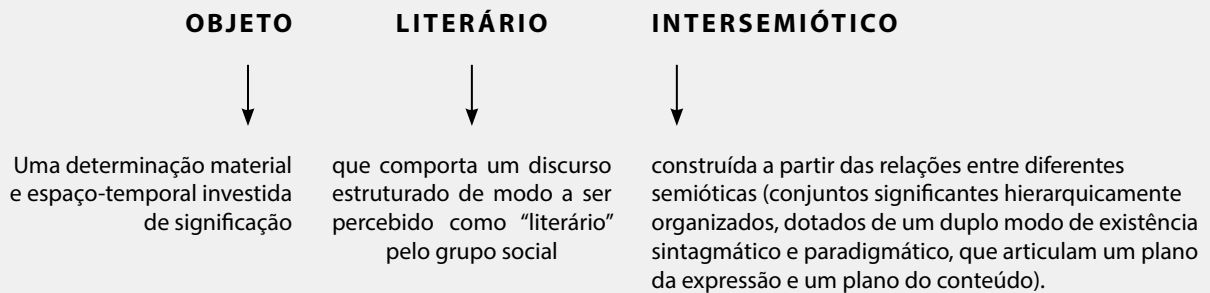 OBJETO LITERÁRIO INTERSEMIÓTICO
Uma determinação material
e espaço-temporal investida
de significação
que comporta um discurso
estruturado de modo a ser
percebido como “literário”
pelo grupo social
construída a partir das relações entre diferentes
semióticas (conjuntos significantes hierarquicamente
organizados, dotados de um duplo modo de existência
sintagmático e paradigmático, que articulam um plano
da expressão e um plano do conteúdo).